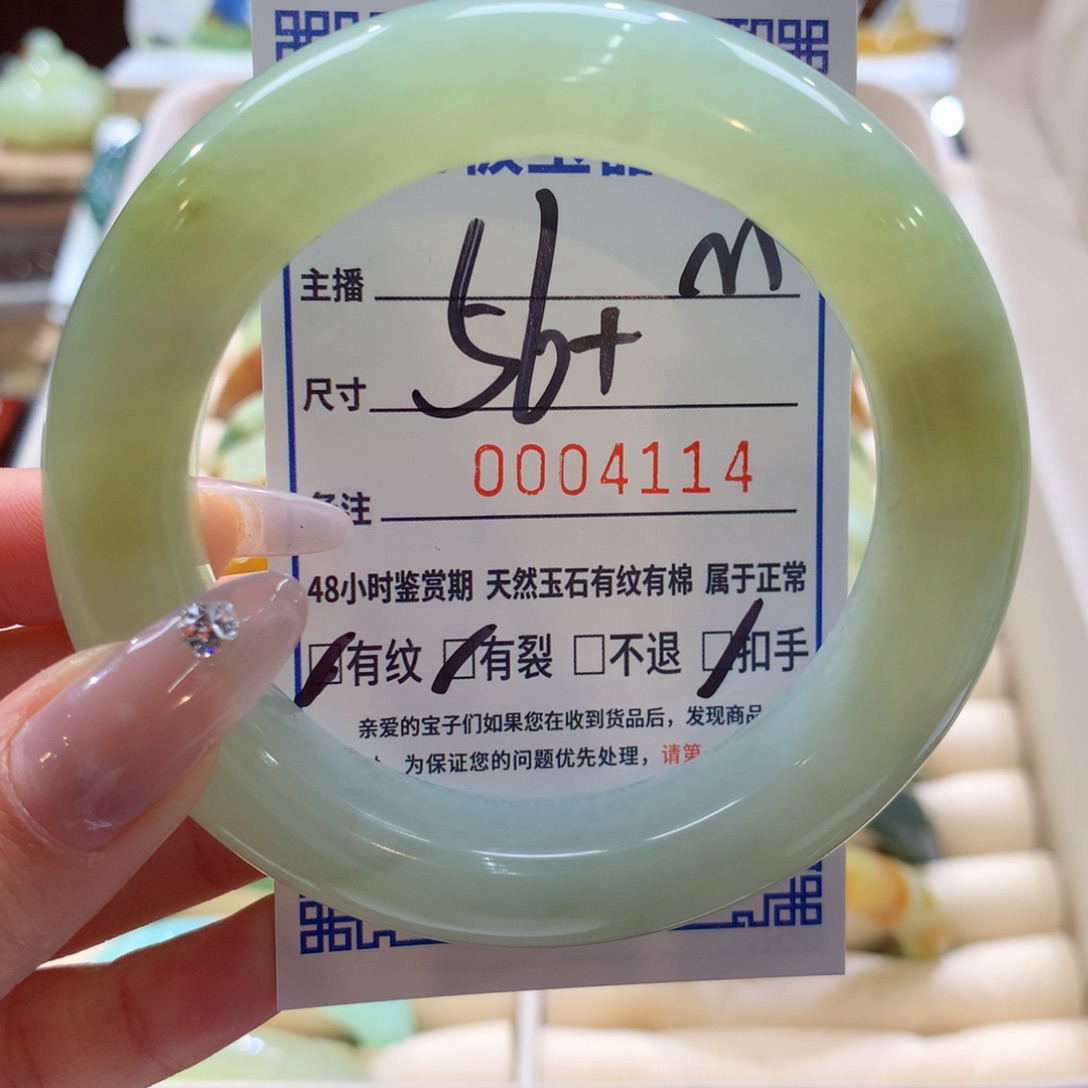 主播 M
尺寸 56+
备注 0004114
48小时鉴赏期 天然玉石有纹有棉 属于正常
□有纹 □有裂 □不退 □扣手
亲爱的宝子们如果您在收到货品后，发现商品
为保证您的问题优先处理，请第